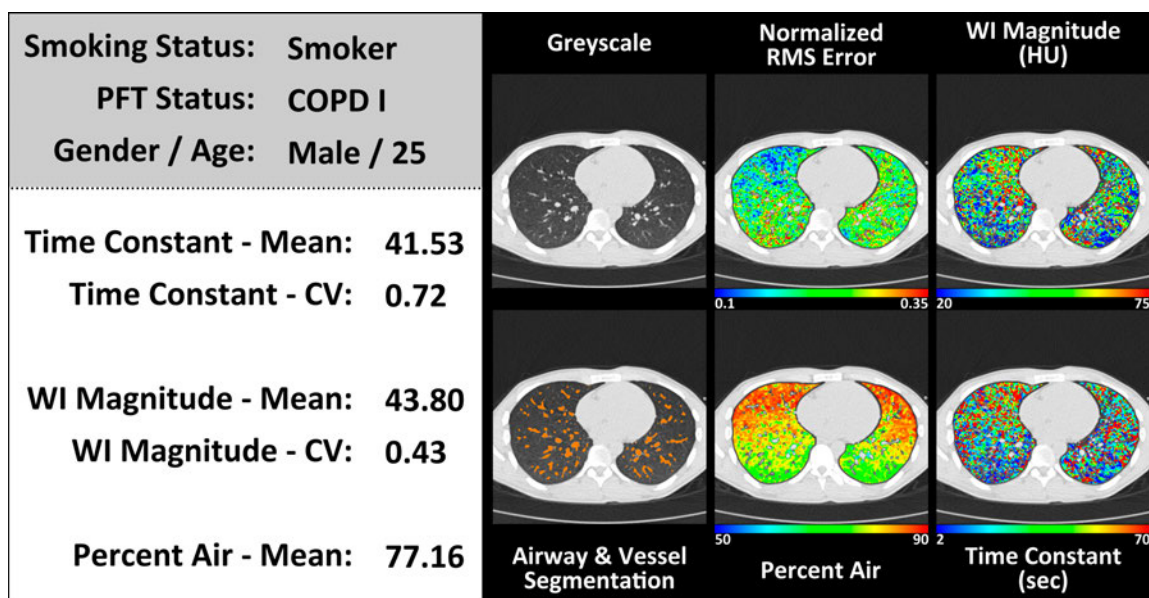 Smoking Status: Smoker
PFT Status: COPD I
Gender / Age: Male / 25
Time Constant - Mean: 41.53
Time Constant - CV: 0.72
WI Magnitude - Mean: 43.80
WI Magnitude - CV: 0.43
Percent Air - Mean: 77.16
Greyscale
Normalized
RMS Error
WI Magnitude
(HU)
0.1 0.35
20 75
50 90
2 70
Airway & Vessel
Segmentation
Percent Air
Time Constant
(sec)